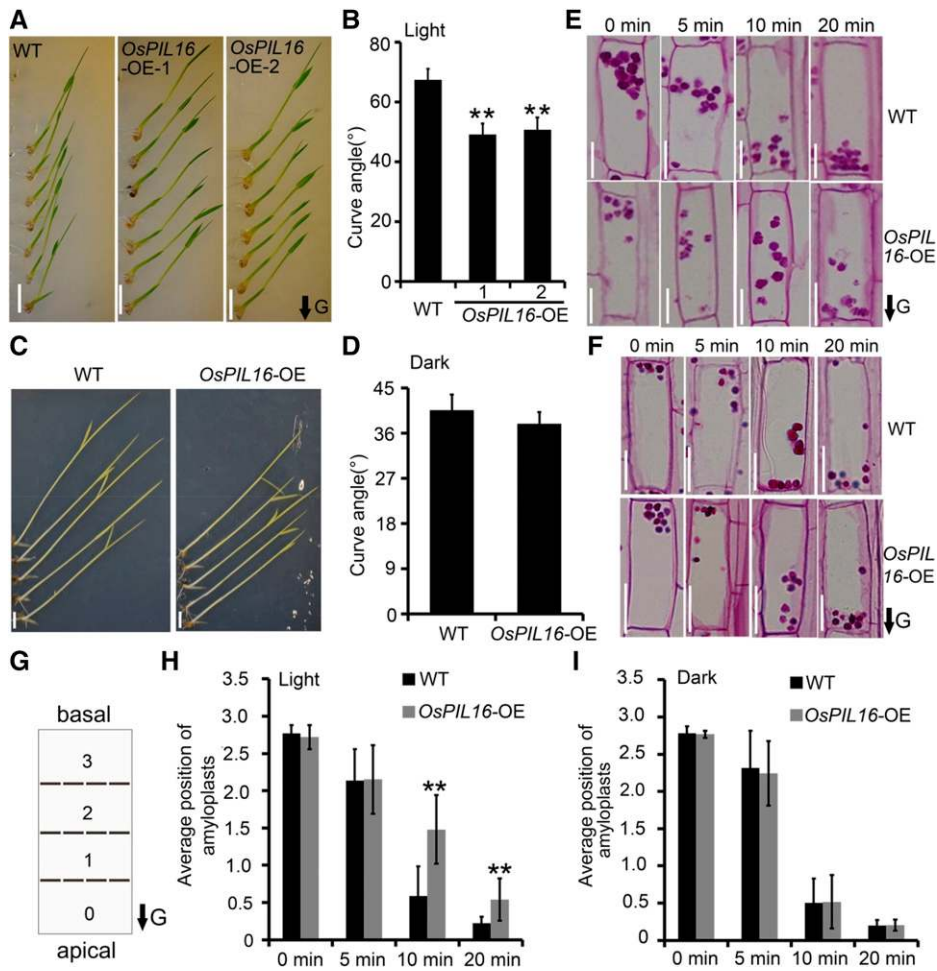 A
WT
OsPIL16
-OE-1
OsPIL16
-OE-2
G
B
Light
Curve angle(°)
80
60
40
20
0
**
**
WT
1
2
OsPIL16-OE
C
WT
OsPIL16-OE
D
Dark
Curve angle(°)
45
36
27
18
9
0
WT
OsPIL16-OE
E
0 min
5 min
10 min
20 min
WT
OsPIL
16-OE
G
F
0 min
5 min
10 min
20 min
WT
OsPIL
16-OE
G
G
basal
3
2
1
0
G
apical
H
Light
WT
OsPIL16-OE
Average position of
amyloplasts
3.5
3.0
2.5
2.0
1.5
1.0
0.5
0
**
**
0 min
5 min
10 min
20 min
I
Dark
WT
OsPIL16-OE
Average position of
amyloplasts
3.5
3.0
2.5
2.0
1.5
1.0
0.5
0
0 min
5 min
10 min
20 min